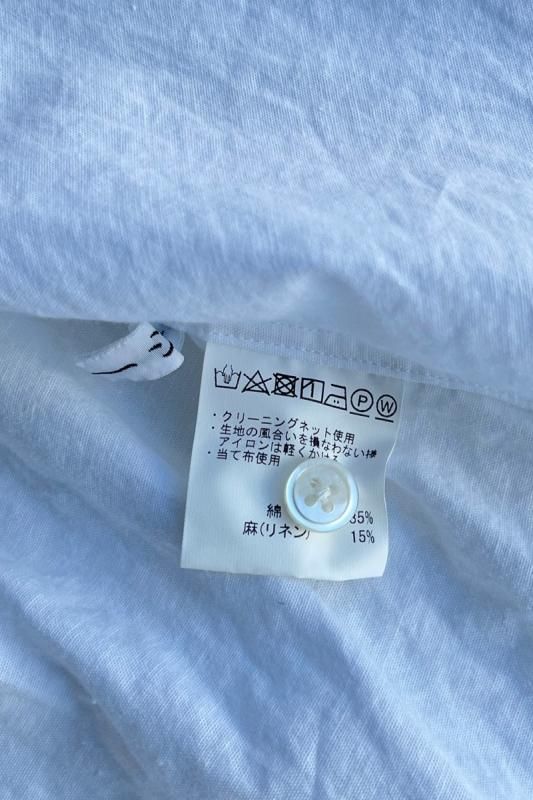 P W
・クリーニングネット使用
・生地の風合いを損なわない様
アイロンは軽くかける
・当て布使用
綿 85%
麻(リネン) 15%